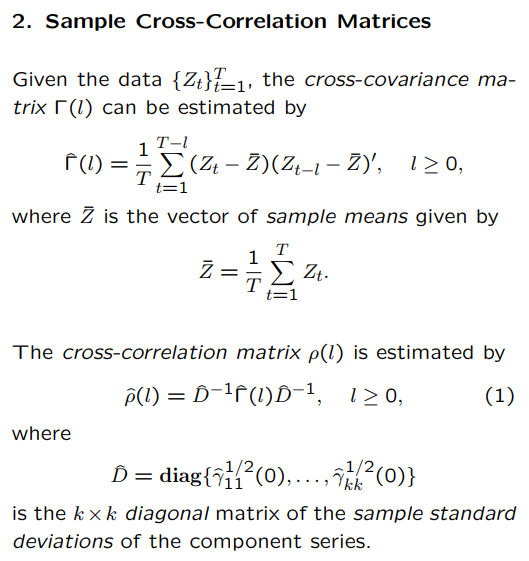 2. Sample Cross-Correlation Matrices
Given the data {Z_t}_{t=1}^T, the cross-covariance ma-
trix Γ(l) can be estimated by
Γ̂(l) = 1/T ∑_{t=1}^{T−l} (Z_t − Z̄)(Z_{t−l} − Z̄)′, l ≥ 0,
where Z̄ is the vector of sample means given by
Z̄ = 1/T ∑_{t=1}^{T} Z_t.
The cross-correlation matrix ρ(l) is estimated by
ρ̂(l) = D̂^{−1}Γ̂(l)D̂^{−1}, l ≥ 0, (1)
where
D̂ = diag{γ̂_{11}^{1/2}(0), . . . , γ̂_{kk}^{1/2}(0)}
is the k × k diagonal matrix of the sample standard
deviations of the component series.